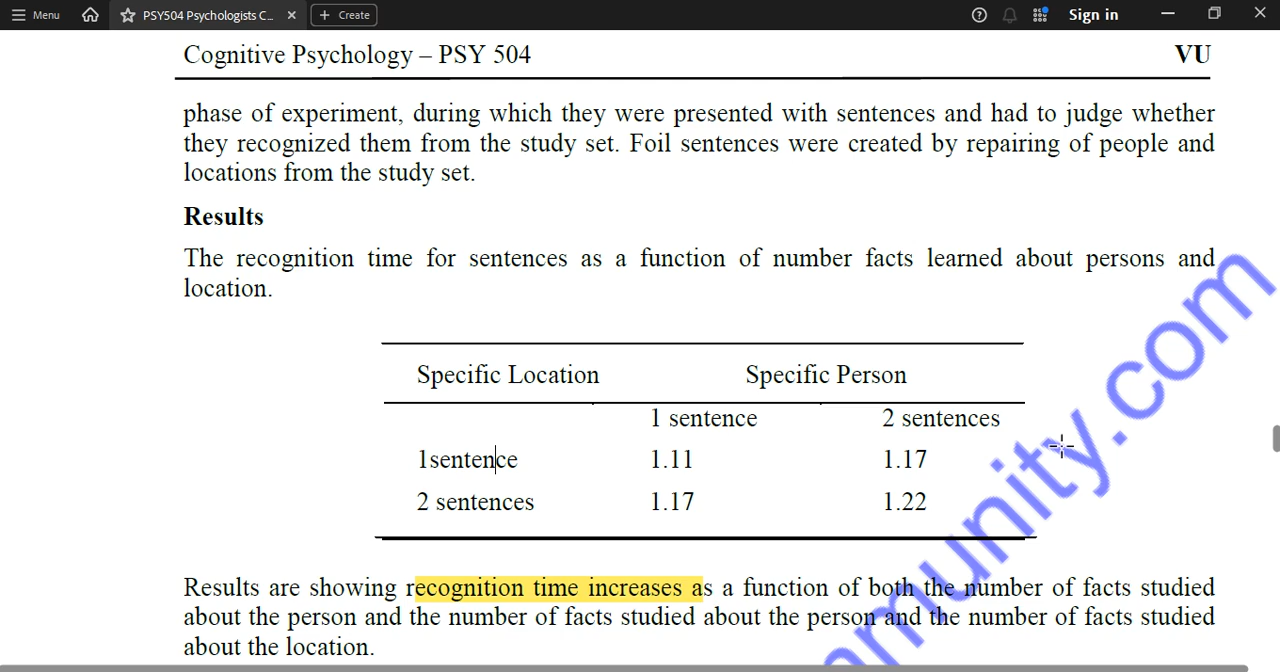 Menu
PSY504 Psychologists C...
Create
Sign in
Cognitive Psychology – PSY 504 VU
phase of experiment, during which they were presented with sentences and had to judge whether
they recognized them from the study set. Foil sentences were created by repairing of people and
locations from the study set.
Results
The recognition time for sentences as a function of number facts learned about persons and
location.
Specific Location Specific Person
1 sentence 2 sentences
1sentence 1.11 1.17
2 sentences 1.17 1.22
Results are showing recognition time increases as a function of both the number of facts studied
about the person and the number of facts studied about the person and the number of facts studied
about the location.
munity.com